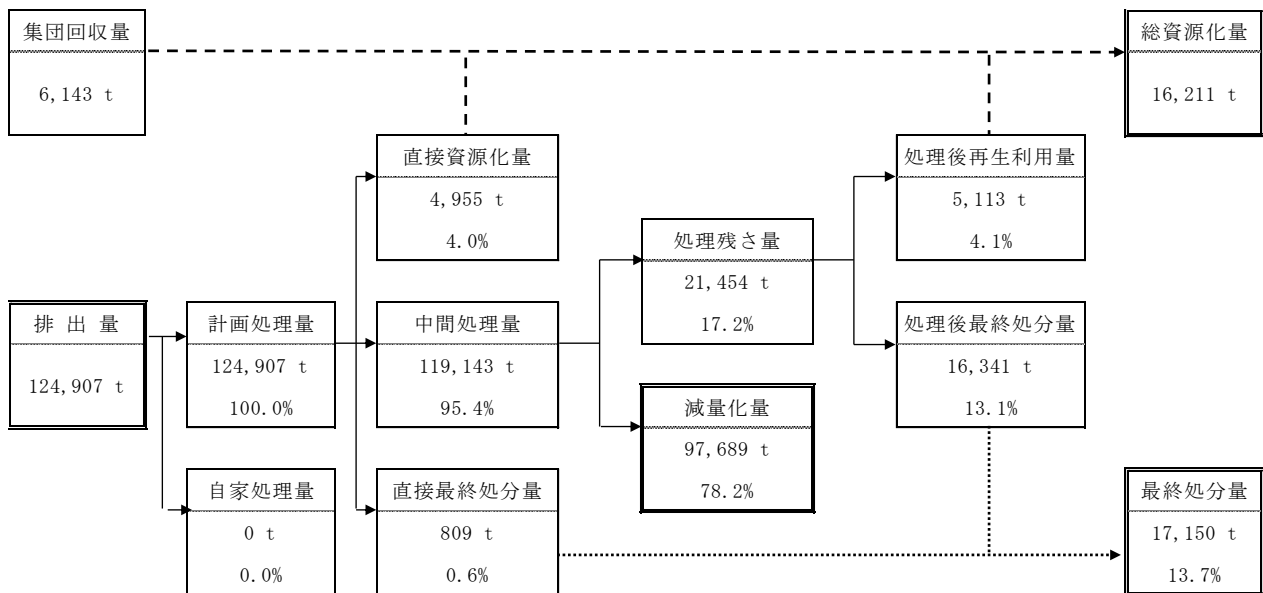 集団回収量
6,143 t
総資源化量
16,211 t
直接資源化量
4,955 t
4.0%
処理後再生利用量
5,113 t
4.1%
処理残さ量
21,454 t
17.2%
排 出 量
124,907 t
計画処理量
124,907 t
100.0%
中間処理量
119,143 t
95.4%
処理後最終処分量
16,341 t
13.1%
減量化量
97,689 t
78.2%
自家処理量
0 t
0.0%
直接最終処分量
809 t
0.6%
最終処分量
17,150 t
13.7%